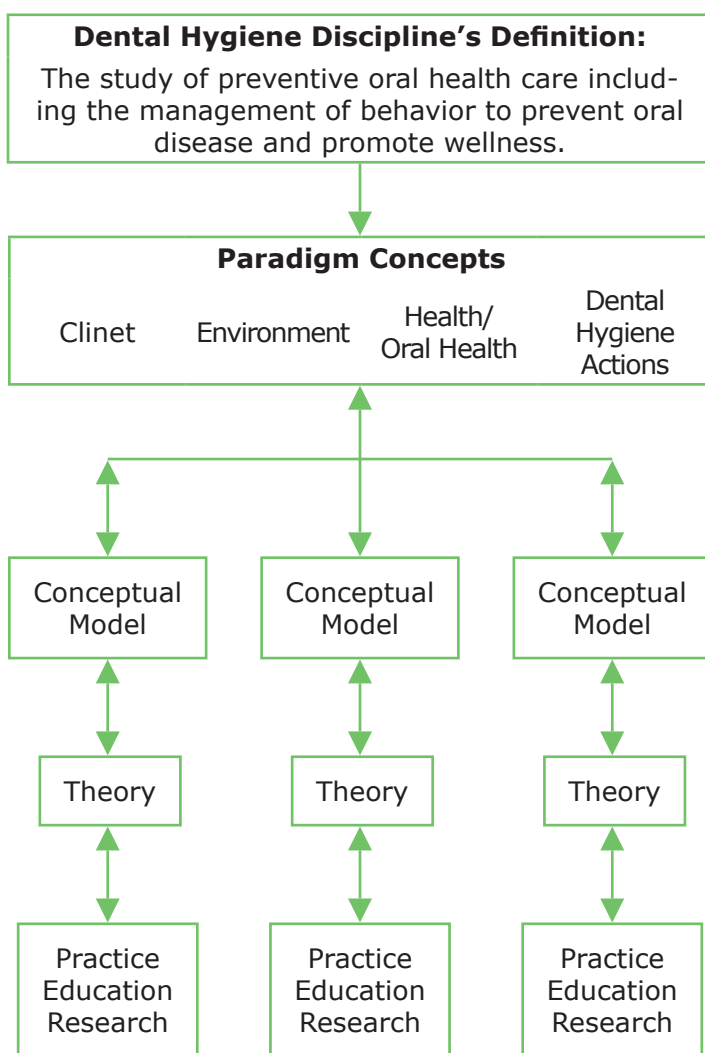 Dental Hygiene Discipline’s Definition:
The study of preventive oral health care includ-
ing the management of behavior to prevent oral
disease and promote wellness.
Paradigm Concepts
Clinet
Environment
Health/
Oral Health
Dental
Hygiene
Actions
Conceptual
Model
Conceptual
Model
Conceptual
Model
Theory
Theory
Theory
Practice
Education
Research
Practice
Education
Research
Practice
Education
Research